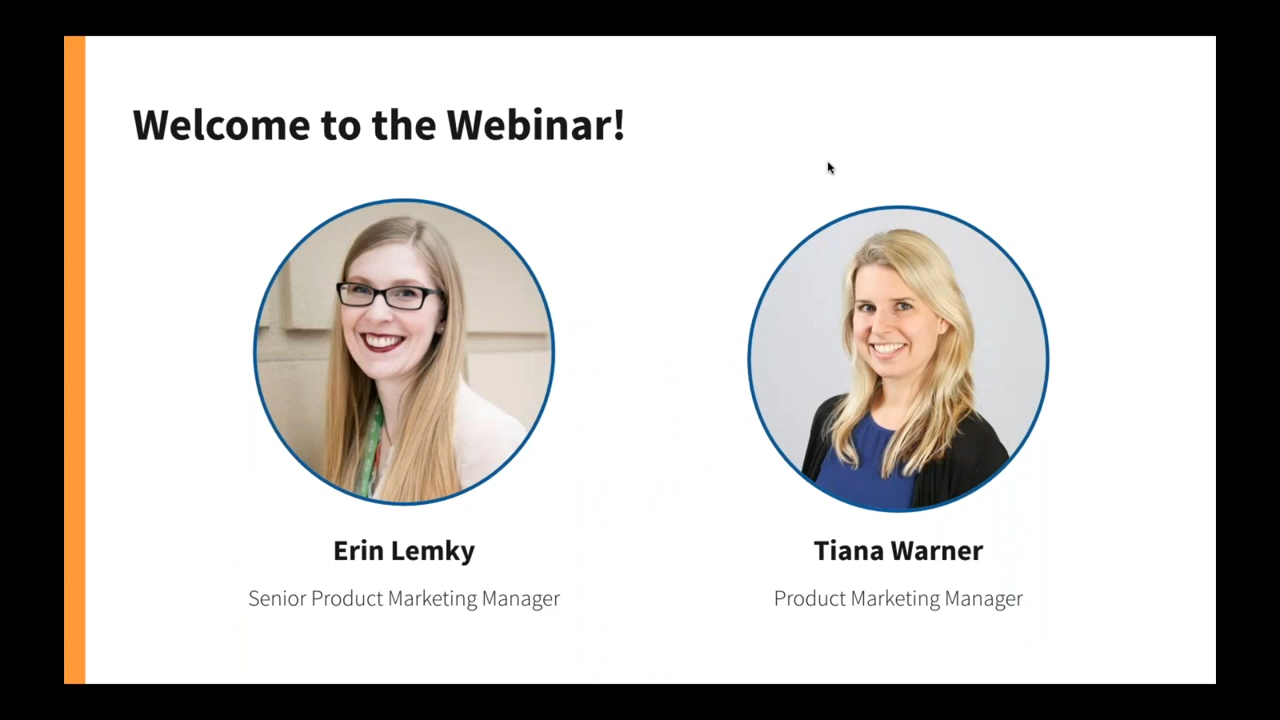 Welcome to the Webinar!
Erin Lemky
Senior Product Marketing Manager
Tiana Warner
Product Marketing Manager